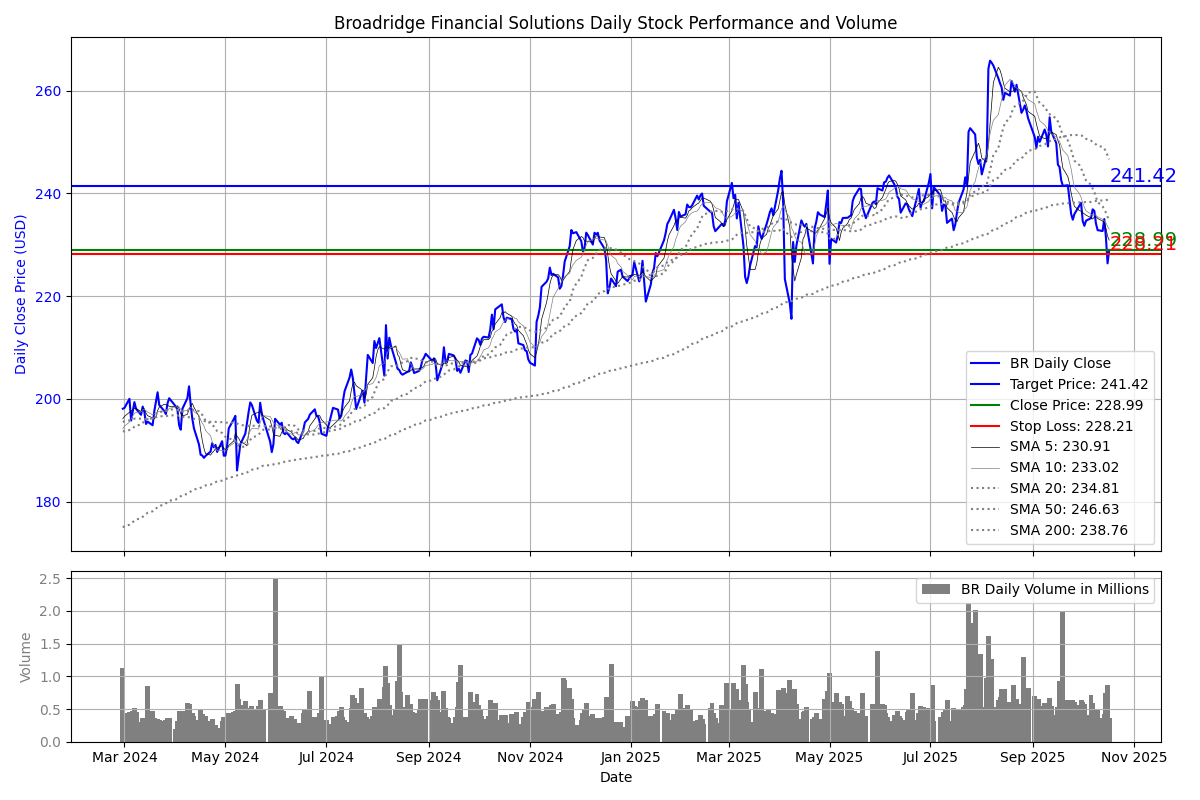 Broadridge Financial Solutions Daily Stock Performance and Volume
Daily Close Price (USD)
260
240
220
200
180
241.42
228.99
228.21
BR Daily Close
Target Price: 241.42
Close Price: 228.99
Stop Loss: 228.21
SMA 5: 230.91
SMA 10: 233.02
SMA 20: 234.81
SMA 50: 246.63
SMA 200: 238.76
Volume
2.5
2.0
1.5
1.0
0.5
0.0
BR Daily Volume in Millions
Mar 2024 May 2024 Jul 2024 Sep 2024 Nov 2024 Jan 2025 Mar 2025 May 2025 Jul 2025 Sep 2025 Nov 2025
Date